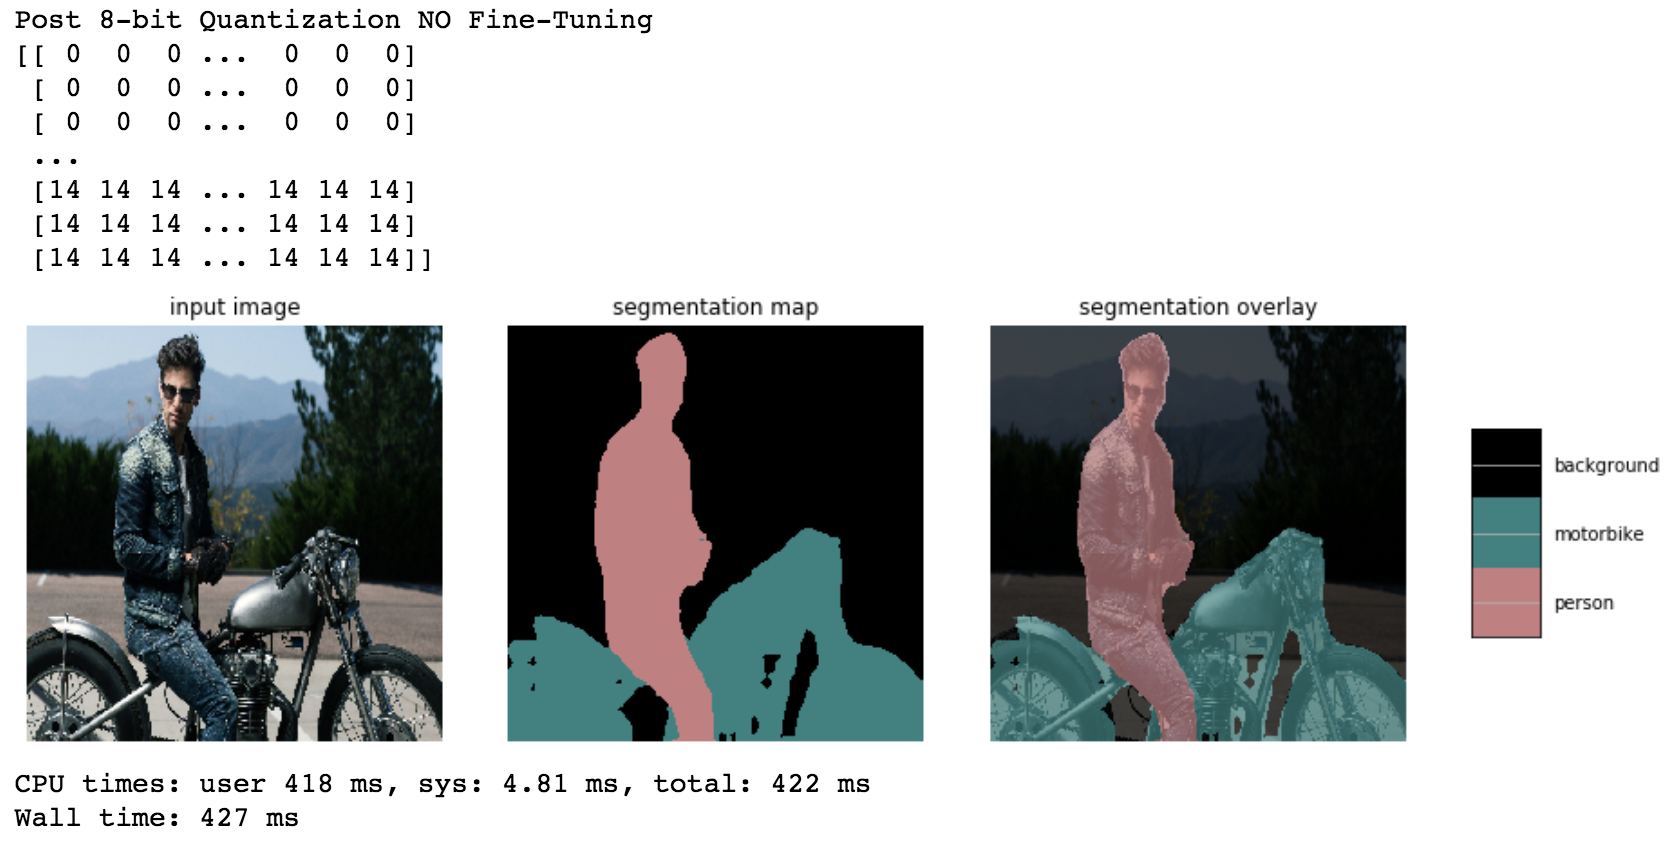 Post 8-bit Quantization NO Fine-Tuning
[[ 0  0  0 ...  0  0  0]
 [ 0  0  0 ...  0  0  0]
 [ 0  0  0 ...  0  0  0]
 ...
 [14 14 14 ... 14 14 14]
 [14 14 14 ... 14 14 14]
 [14 14 14 ... 14 14 14]]
input image
segmentation map
segmentation overlay
background
motorbike
person
CPU times: user 418 ms, sys: 4.81 ms, total: 422 ms
Wall time: 427 ms